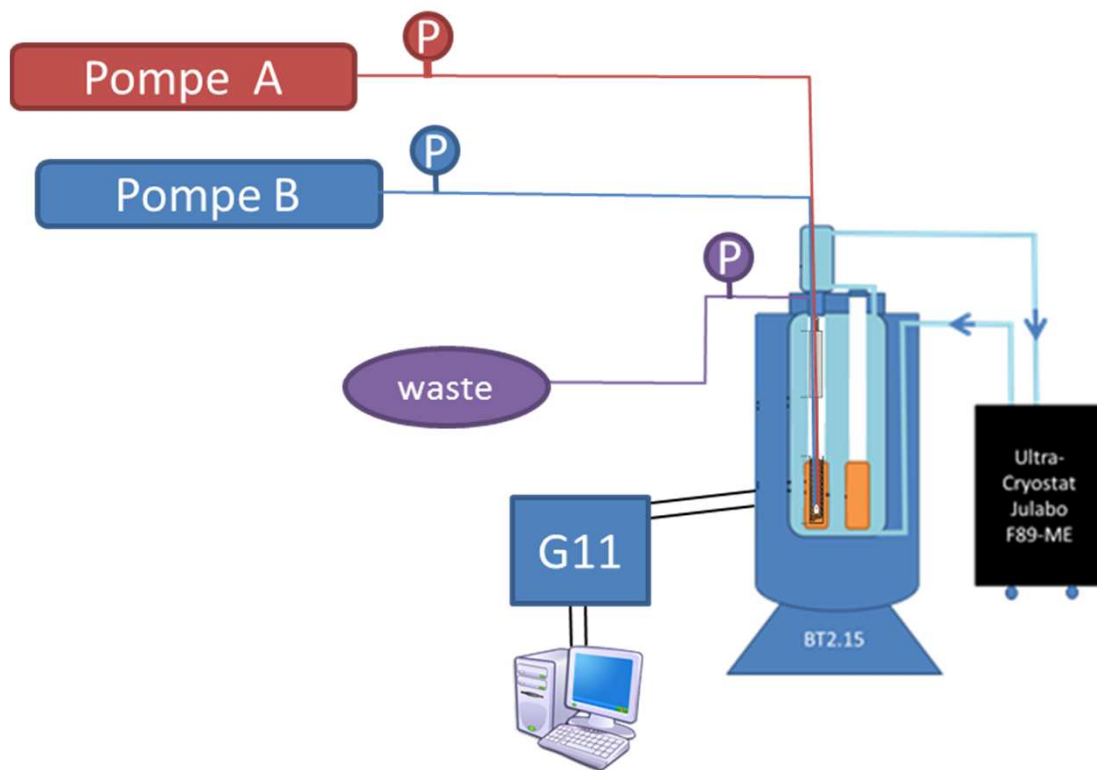 P
Pompe A
P
Pompe B
P
waste
Ultra-
Cryostat
Julabo
F89-ME
G11
BT2.15